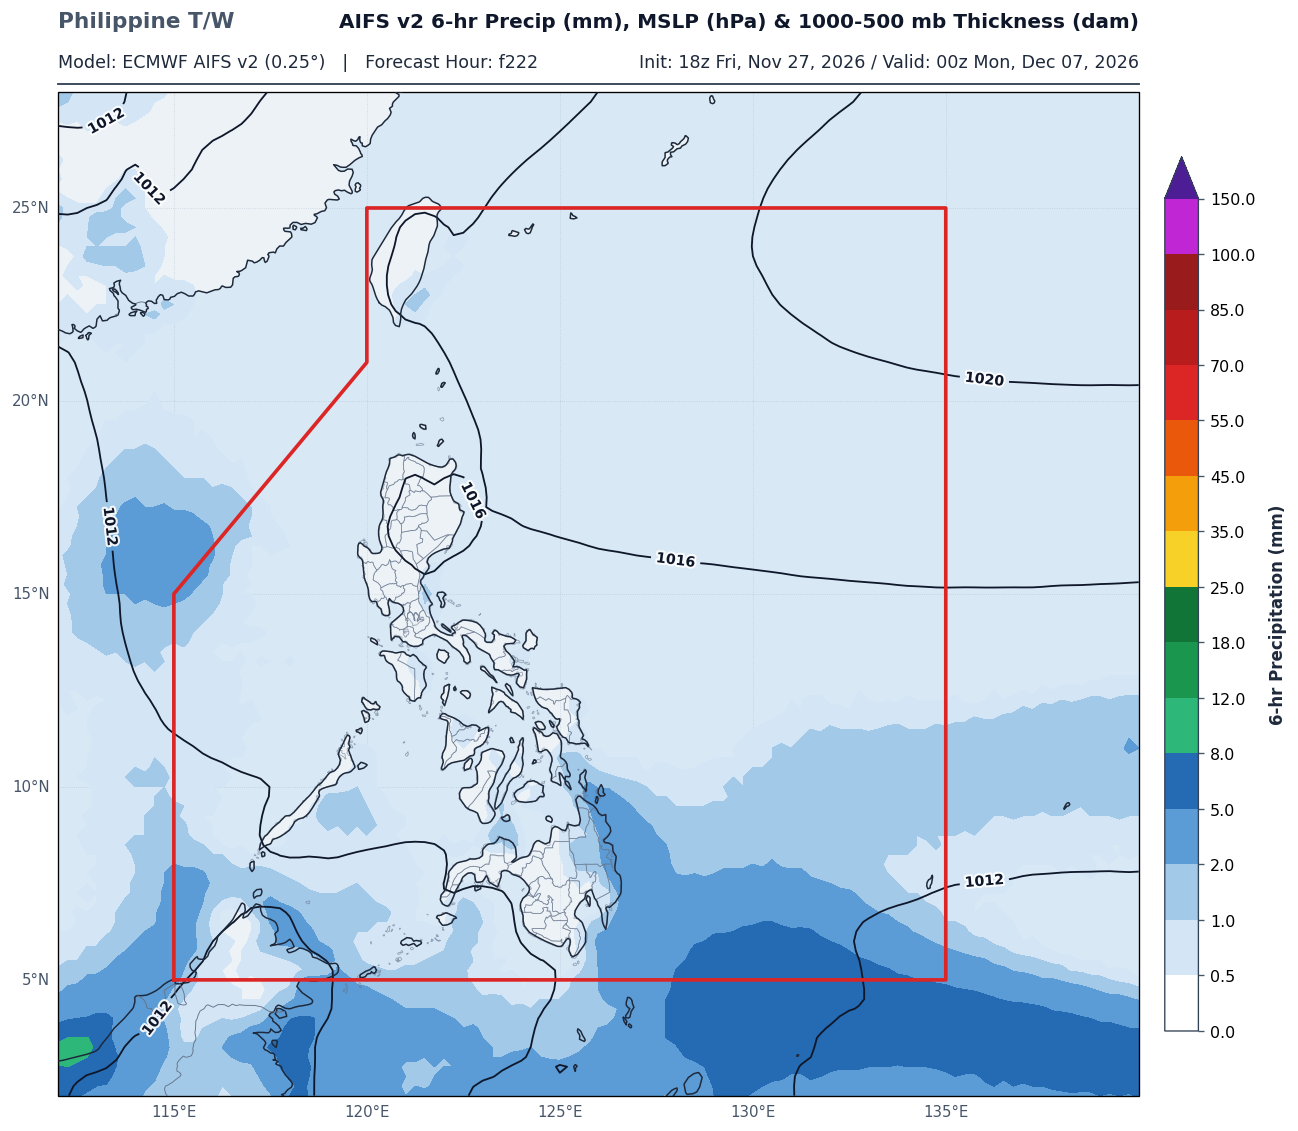 Philippine T/W
AIFS v2 6-hr Precip (mm), MSLP (hPa) & 1000-500 mb Thickness (dam)
Model: ECMWF AIFS v2 (0.25°) | Forecast Hour: f222
Init: 18z Fri, Nov 27, 2026 / Valid: 00z Mon, Dec 07, 2026
1012
1012
25°N
1020
20°N
1016
1012
1016
15°N
10°N
1012
5°N
1012
115°E
120°E
125°E
130°E
135°E
150.0
100.0
85.0
70.0
55.0
45.0
35.0
25.0
18.0
12.0
8.0
5.0
2.0
1.0
0.5
0.0
6-hr Precipitation (mm)